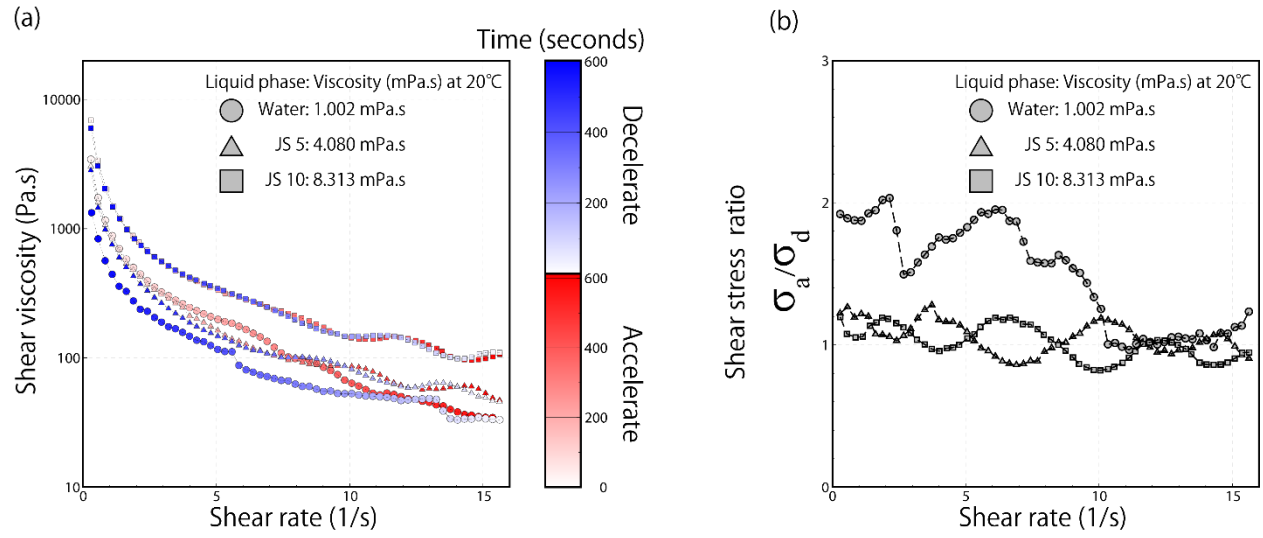 (a)
Time (seconds)
Liquid phase: Viscosity (mPa.s) at 20℃
Water: 1.002 mPa.s
JS 5: 4.080 mPa.s
JS 10: 8.313 mPa.s
10000
1000
100
10
Shear viscosity (Pa.s)
0
5
10
15
Shear rate (1/s)
600
400
200
0
600
400
200
0
Decelerate
Accelerate
(b)
Liquid phase: Viscosity (mPa.s) at 20℃
Water: 1.002 mPa.s
JS 5: 4.080 mPa.s
JS 10: 8.313 mPa.s
3
2
1
0
Shear stress ratio
σa/σd
0
5
10
15
Shear rate (1/s)